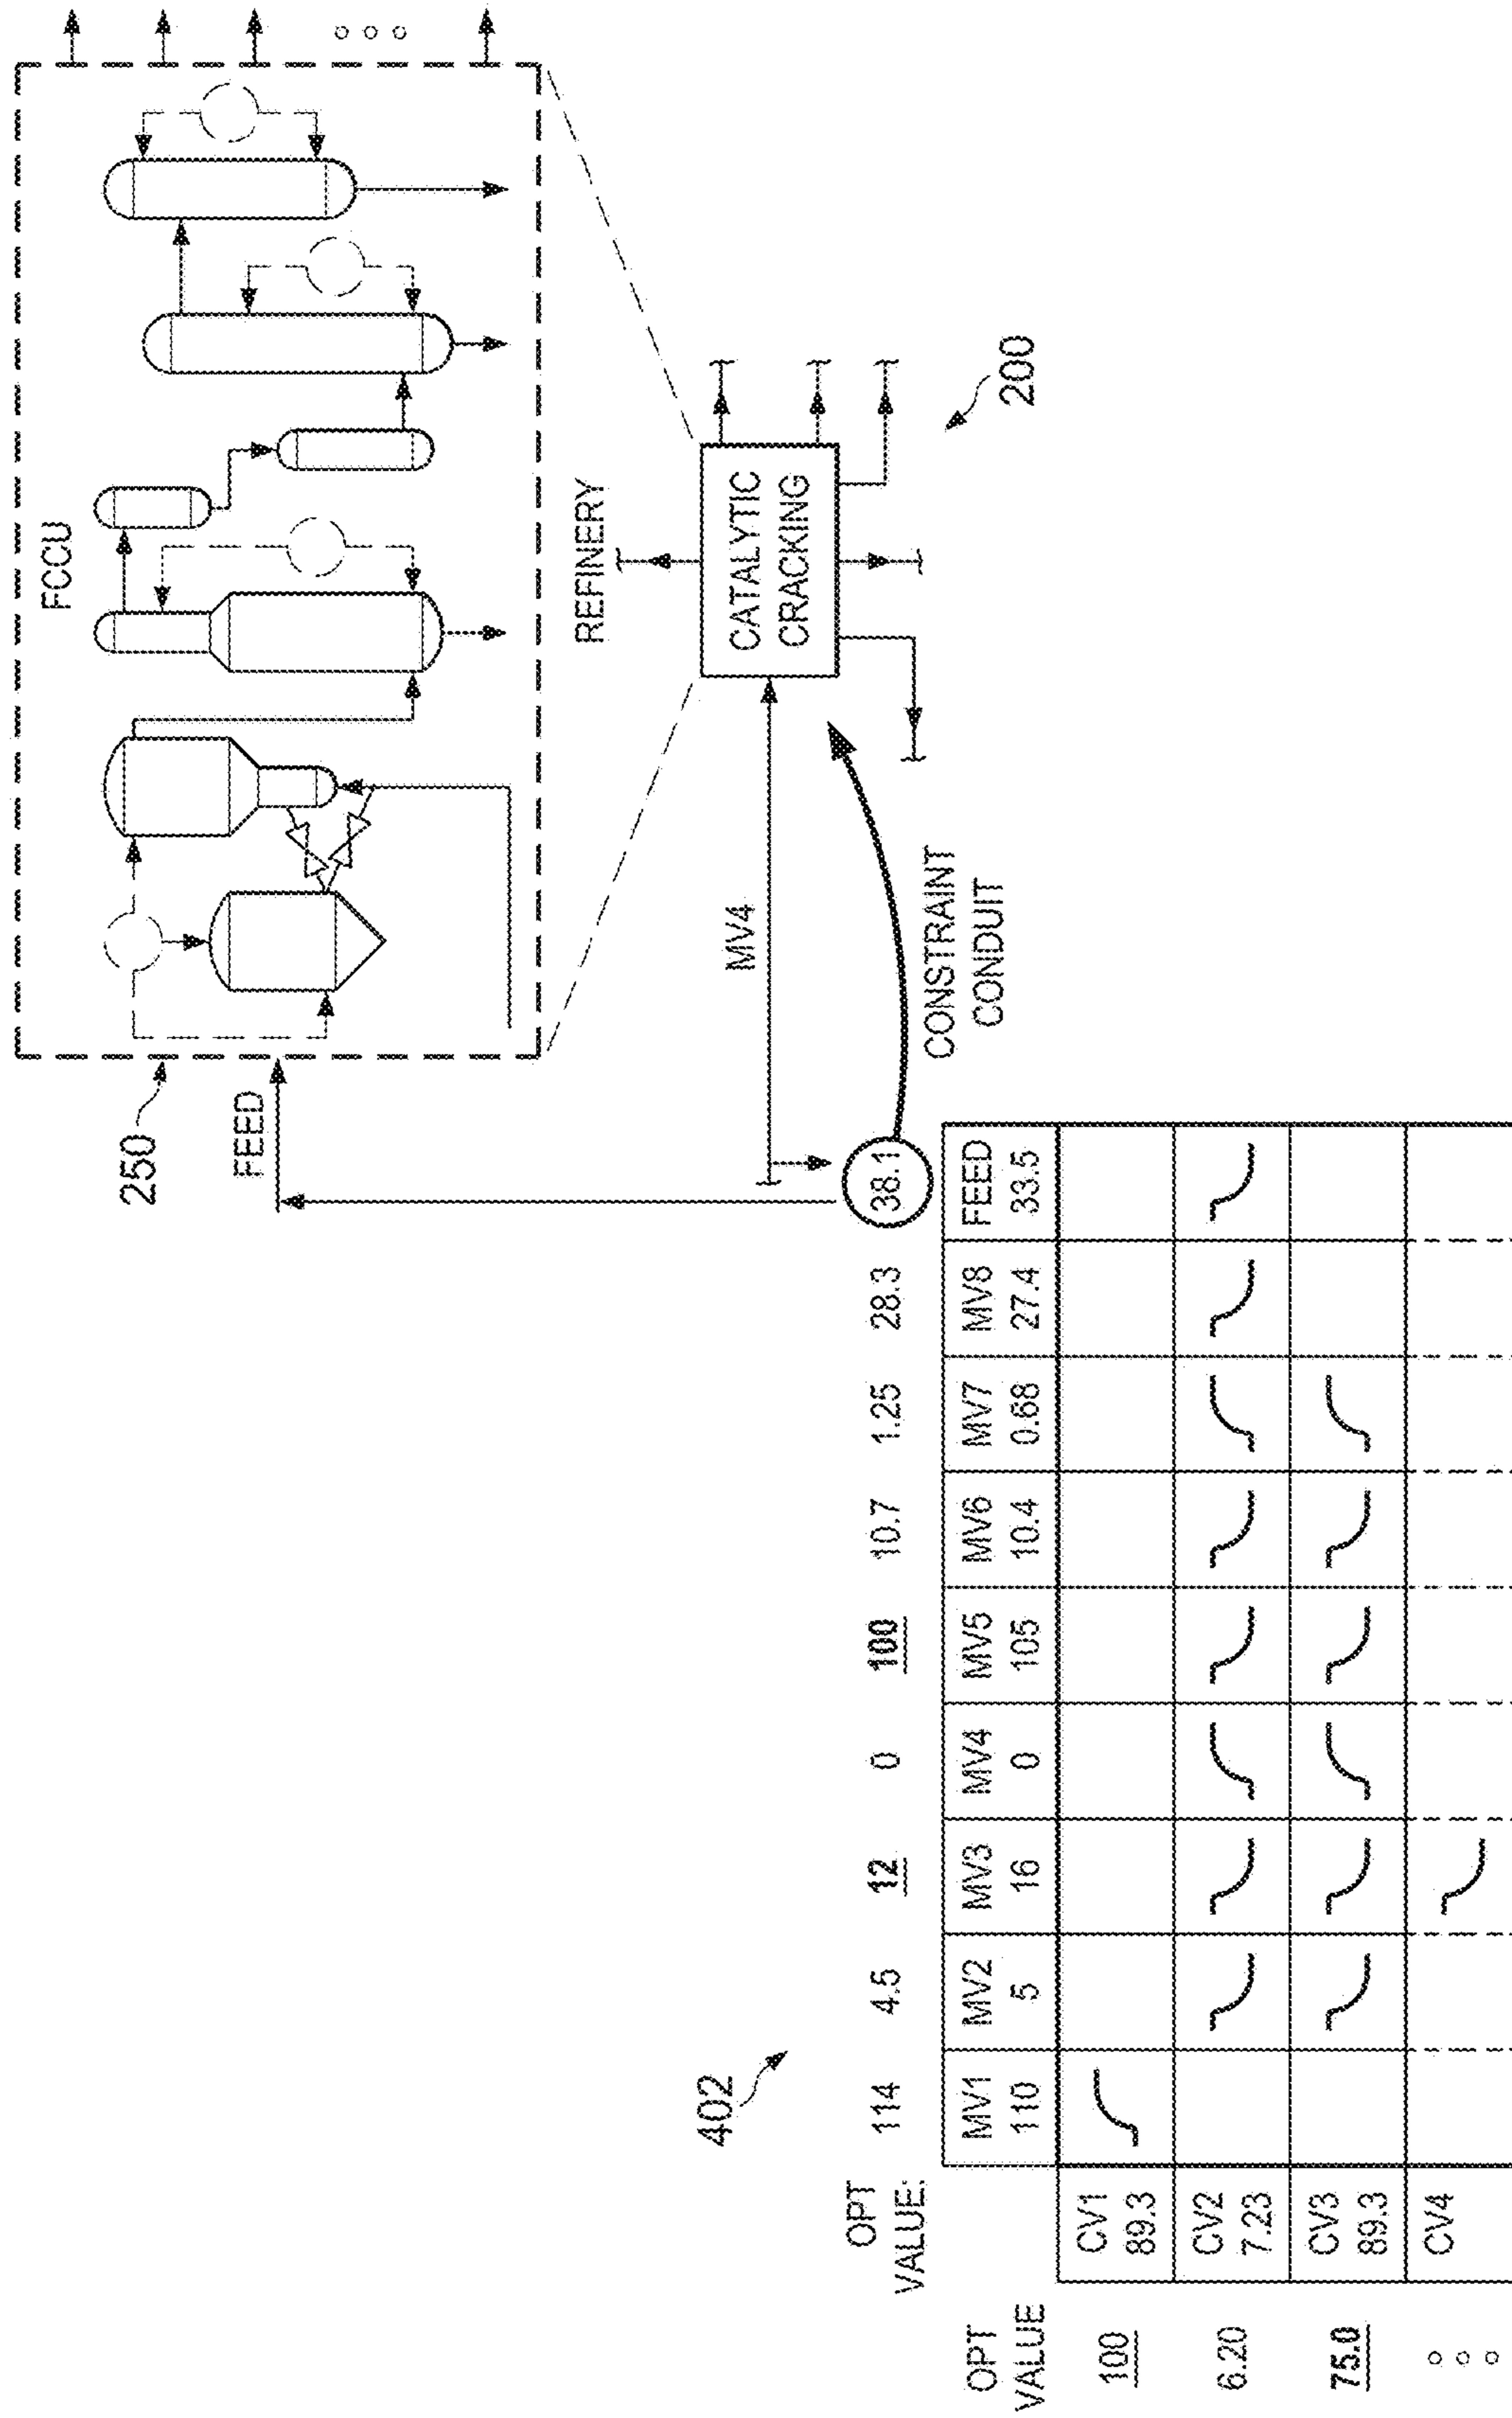 FCCU
250
FEED
REFINERY
CATALYTIC
CRACKING
200
MV4
CONSTRAINT
CONDUIT
402
OPT
VALUE: 114 4.5 12 0 100 10.7 1.25 28.3 38.1
OPT
VALUE
MV1 MV2 MV3 MV4 MV5 MV6 MV7 MV8 FEED
110 5 16 0 105 10.4 0.68 27.4 33.5
100 CV1
89.3
6.20 CV2
7.23
75.0 CV3
89.3
CV4